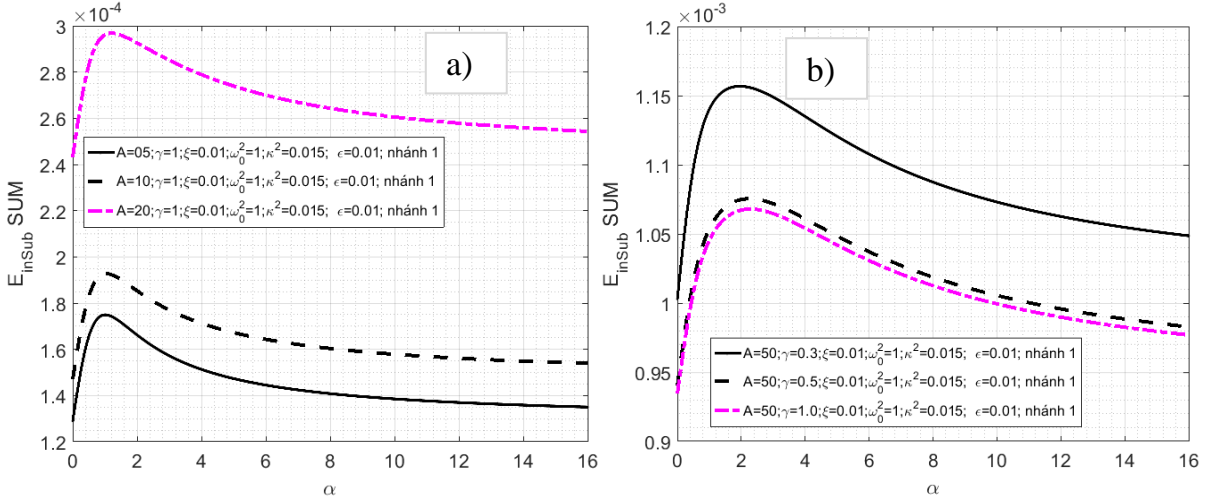 ×10⁻⁴
3
2.8
2.6
2.4
2.2
2
1.8
1.6
1.4
1.2
E_inSub SUM
a)
A=05;γ=1;ξ=0.01;ω₀²=1;κ²=0.015; ϵ=0.01; nhánh 1
A=10;γ=1;ξ=0.01;ω₀²=1;κ²=0.015; ϵ=0.01; nhánh 1
A=20;γ=1;ξ=0.01;ω₀²=1;κ²=0.015; ϵ=0.01; nhánh 1
0 2 4 6 8 10 12 14 16
α
×10⁻³
1.2
1.15
1.1
1.05
1
0.95
0.9
E_inSub SUM
b)
A=50;γ=0.3;ξ=0.01;ω₀²=1;κ²=0.015; ϵ=0.01; nhánh 1
A=50;γ=0.5;ξ=0.01;ω₀²=1;κ²=0.015; ϵ=0.01; nhánh 1
A=50;γ=1.0;ξ=0.01;ω₀²=1;κ²=0.015; ϵ=0.01; nhánh 1
0 2 4 6 8 10 12 14 16
α